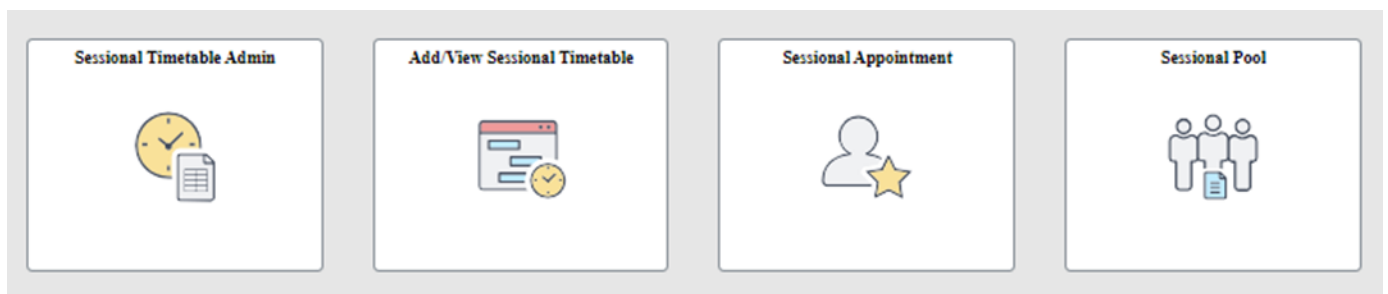 Sessional Timetable Admin
Add/View Sessional Timetable
Sessional Appointment
Sessional Pool